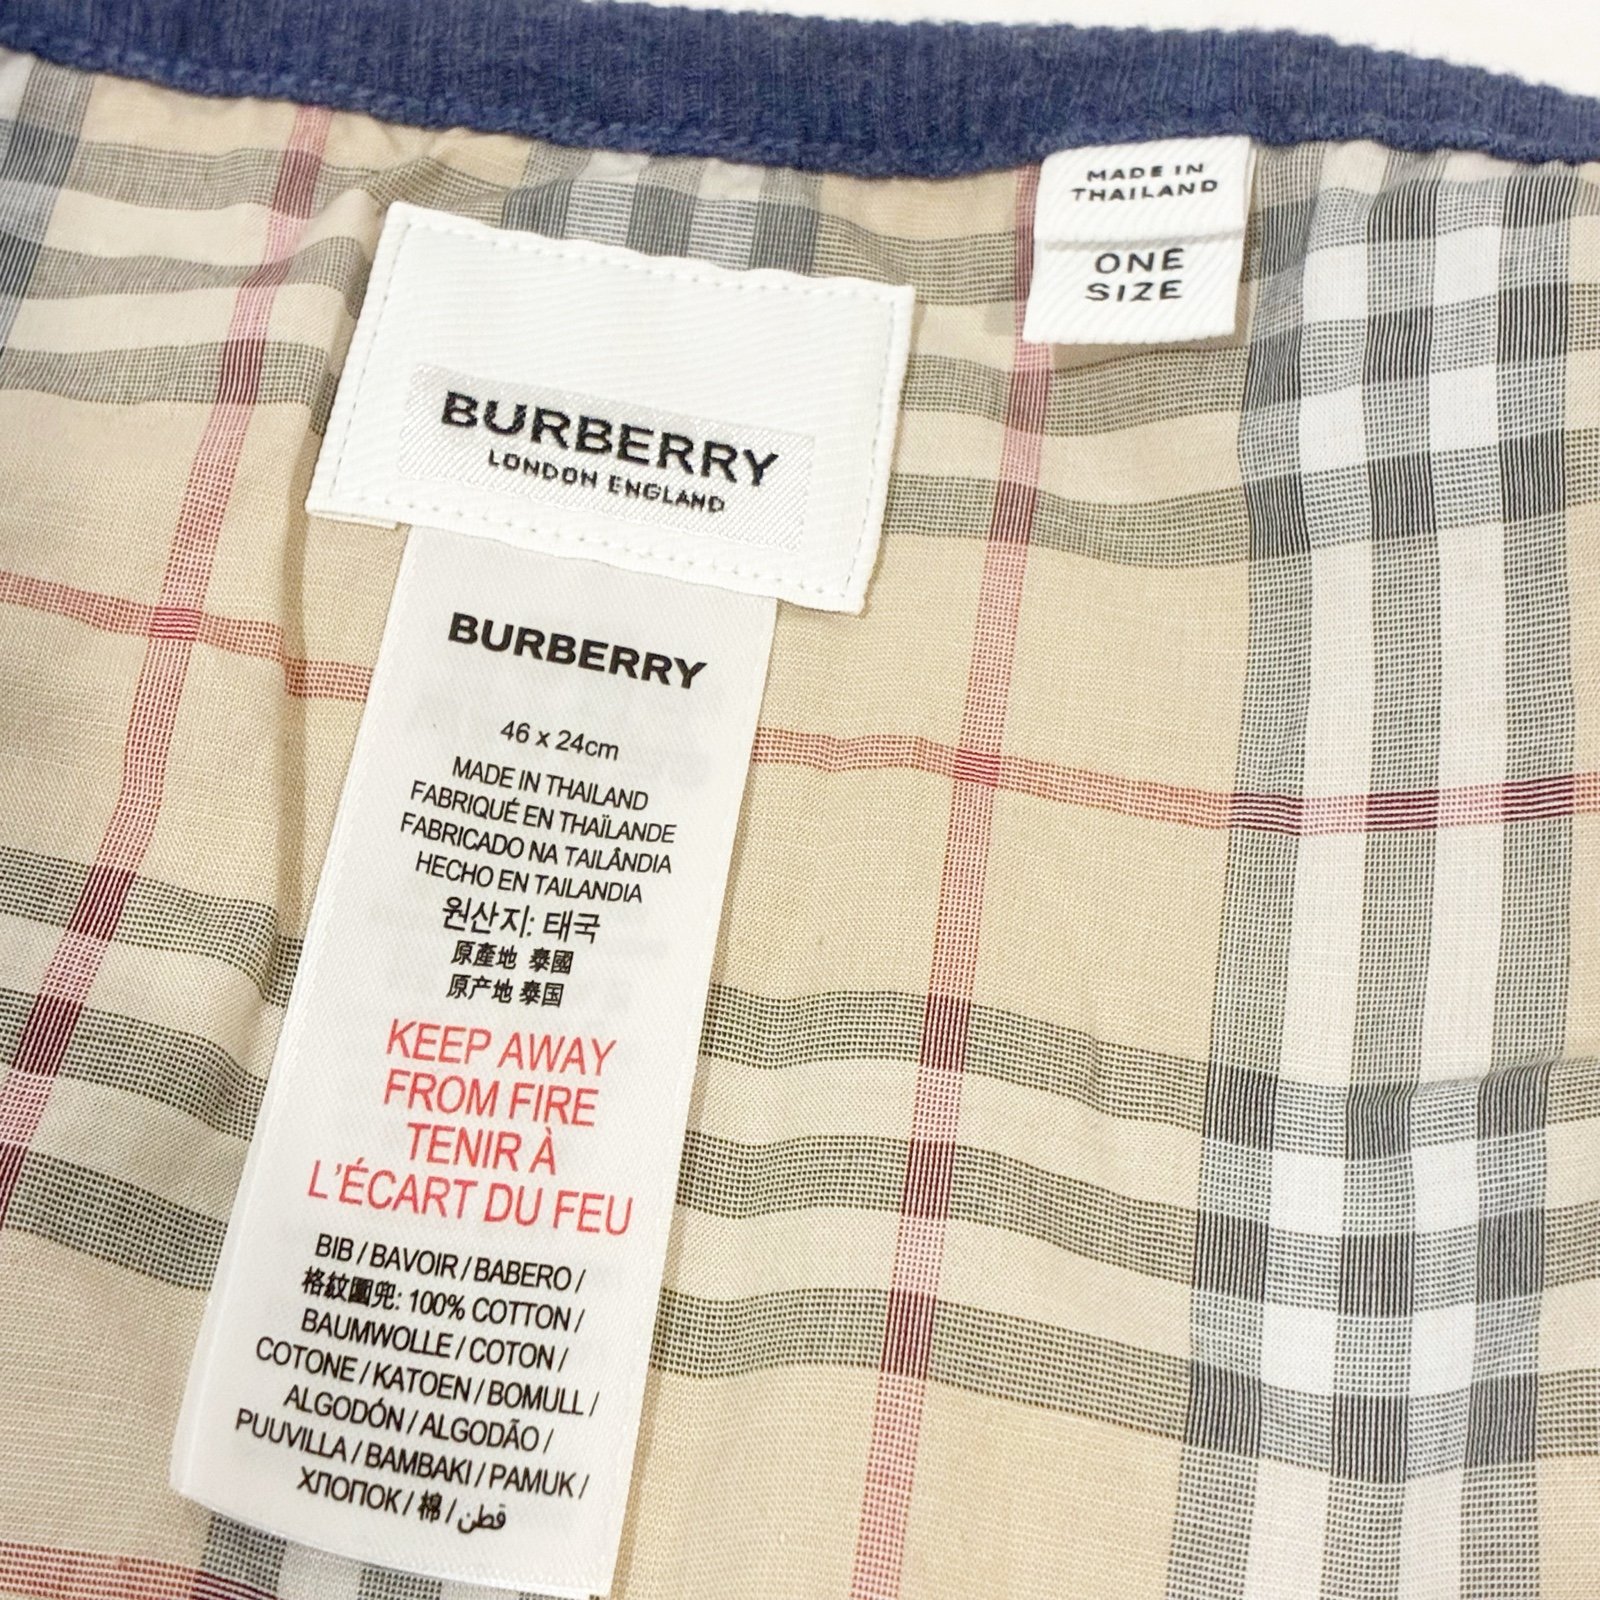 MADE IN
THAILAND
ONE
SIZE
BURBERRY
LONDON ENGLAND
BURBERRY
46 x 24cm
MADE IN THAILAND
FABRIQUÉ EN THAÏLANDE
FABRICADO NA TAILÂNDIA
HECHO EN TAILANDIA
원산지: 태국
原產地 泰國
原产地 泰国
KEEP AWAY
FROM FIRE
TENIR À
L'ÉCART DU FEU
BIB / BAVOIR / BABERO /
格紋圍兜: 100% COTTON /
BAUMWOLLE / COTON /
COTONE / KATOEN / BOMULL /
ALGODÓN / ALGODÃO /
PUUVILLA / BAMBAKI / PAMUK /
ХЛОПОК / 棉 / قطن